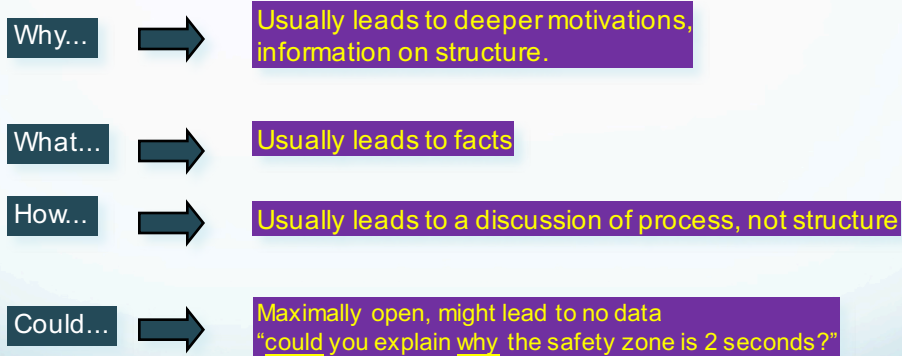 Why...
Usually leads to deeper motivations,
information on structure.
What...
Usually leads to facts
How...
Usually leads to a discussion of process, not structure
Could...
Maximally open, might lead to no data
“could you explain why the safety zone is 2 seconds?”